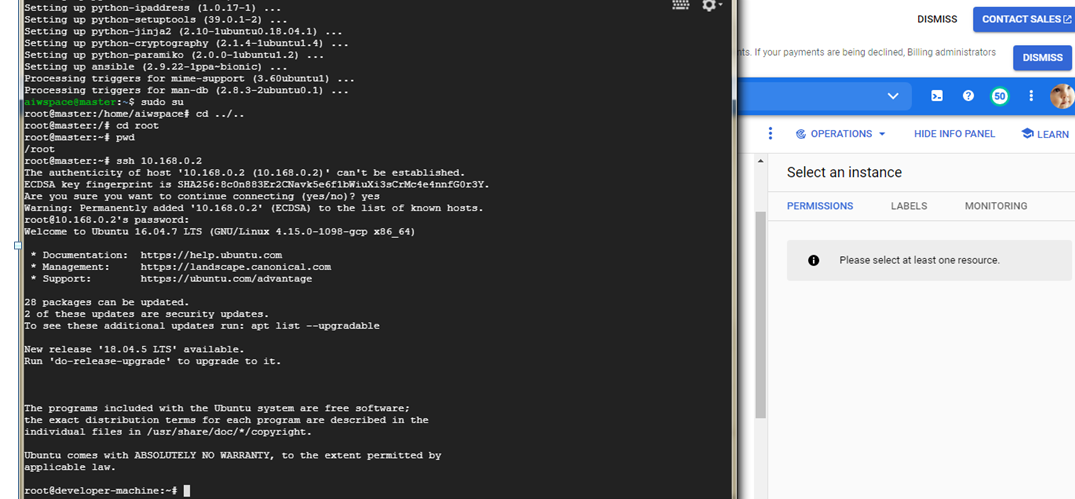 Setting up python-ipaddress (1.0.17-1) ...
Setting up python-setuptools (39.0.1-2) ...
Setting up python-jinja2 (2.10-1ubuntu0.18.04.1) ...
Setting up python-cryptography (2.1.4-1ubuntu1.4) ...
Setting up python-paramiko (2.0.0-1ubuntu1.2) ...
Setting up ansible (2.9.22-1ppa~bionic) ...
Processing triggers for mime-support (3.60ubuntu1) ...
Processing triggers for man-db (2.8.3-2ubuntu0.1) ...
aiwspace@master:~$ sudo su
root@master:/home/aiwspace# cd ../..
root@master:/# cd root
root@master:~# pwd
/root
root@master:~# ssh 10.168.0.2
The authenticity of host '10.168.0.2 (10.168.0.2)' can't be established.
ECDSA key fingerprint is SHA256:8c0n883Er2CNavk5e6f1bWiuXi3sCrMc4e4nnfG0r3Y.
Are you sure you want to continue connecting (yes/no)? yes
Warning: Permanently added '10.168.0.2' (ECDSA) to the list of known hosts.
root@10.168.0.2's password:
Welcome to Ubuntu 16.04.7 LTS (GNU/Linux 4.15.0-1098-gcp x86_64)
* Documentation: https://help.ubuntu.com
* Management: https://landscape.canonical.com
* Support: https://ubuntu.com/advantage
28 packages can be updated.
2 of these updates are security updates.
To see these additional updates run: apt list --upgradable
New release '18.04.5 LTS' available.
Run 'do-release-upgrade' to upgrade to it.
The programs included with the Ubuntu system are free software;
the exact distribution terms for each program are described in the
individual files in /usr/share/doc/*/copyright.
Ubuntu comes with ABSOLUTELY NO WARRANTY, to the extent permitted by
applicable law.
root@developer-machine:~#
DISMISS CONTACT SALES
nts. If your payments are being declined, Billing administrators
DISMISS
50
OPERATIONS HIDE INFO PANEL LEARN
Select an instance
PERMISSIONS LABELS MONITORING
Please select at least one resource.